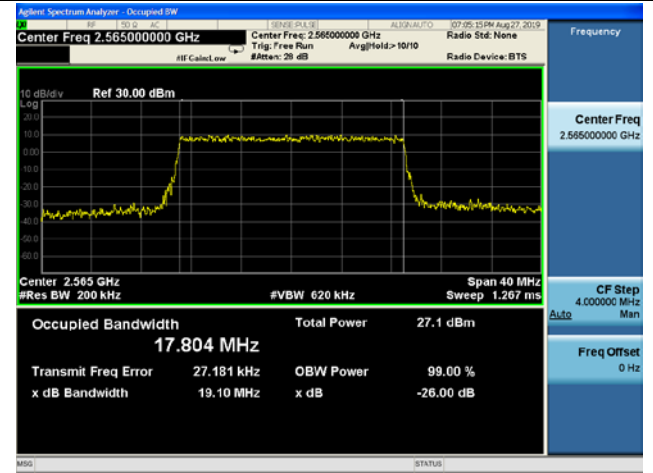 Agilent Spectrum Analyzer - Occupied BW
RF 50 Ω AC SENSE:PULSE ALIGNAUTO 07:05:15 PM Aug 27, 2019
Center Freq 2.565000000 GHz Center Freq: 2.565000000 GHz Radio Std: None Frequency
Trig: Free Run Avg|Hold:> 10/10
#IFGain:Low #Atten: 28 dB Radio Device: BTS
10 dB/div Ref 30.00 dBm
Log
20.0
10.0
0.00
-10.0
-20.0
-30.0
-40.0
-50.0
-60.0
Center Freq
2.565000000 GHz
Center 2.565 GHz Span 40 MHz
#Res BW 200 kHz #VBW 620 kHz Sweep 1.267 ms
CF Step
4.000000 MHz
Auto Man
Occupied Bandwidth Total Power 27.1 dBm
17.804 MHz
Transmit Freq Error 27.181 kHz OBW Power 99.00 %
x dB Bandwidth 19.10 MHz x dB -26.00 dB
Freq Offset
0 Hz
MSG STATUS